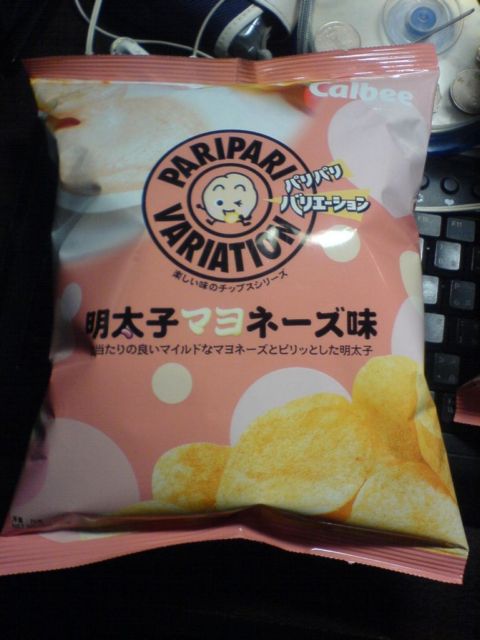 Calbee
PARIPARI
VARIATION
パリパリ
バリエーション
楽しい味のチップスシリーズ
明太子マヨネーズ味
当たりの良いマイルドなマヨネーズとピリッとした明太子